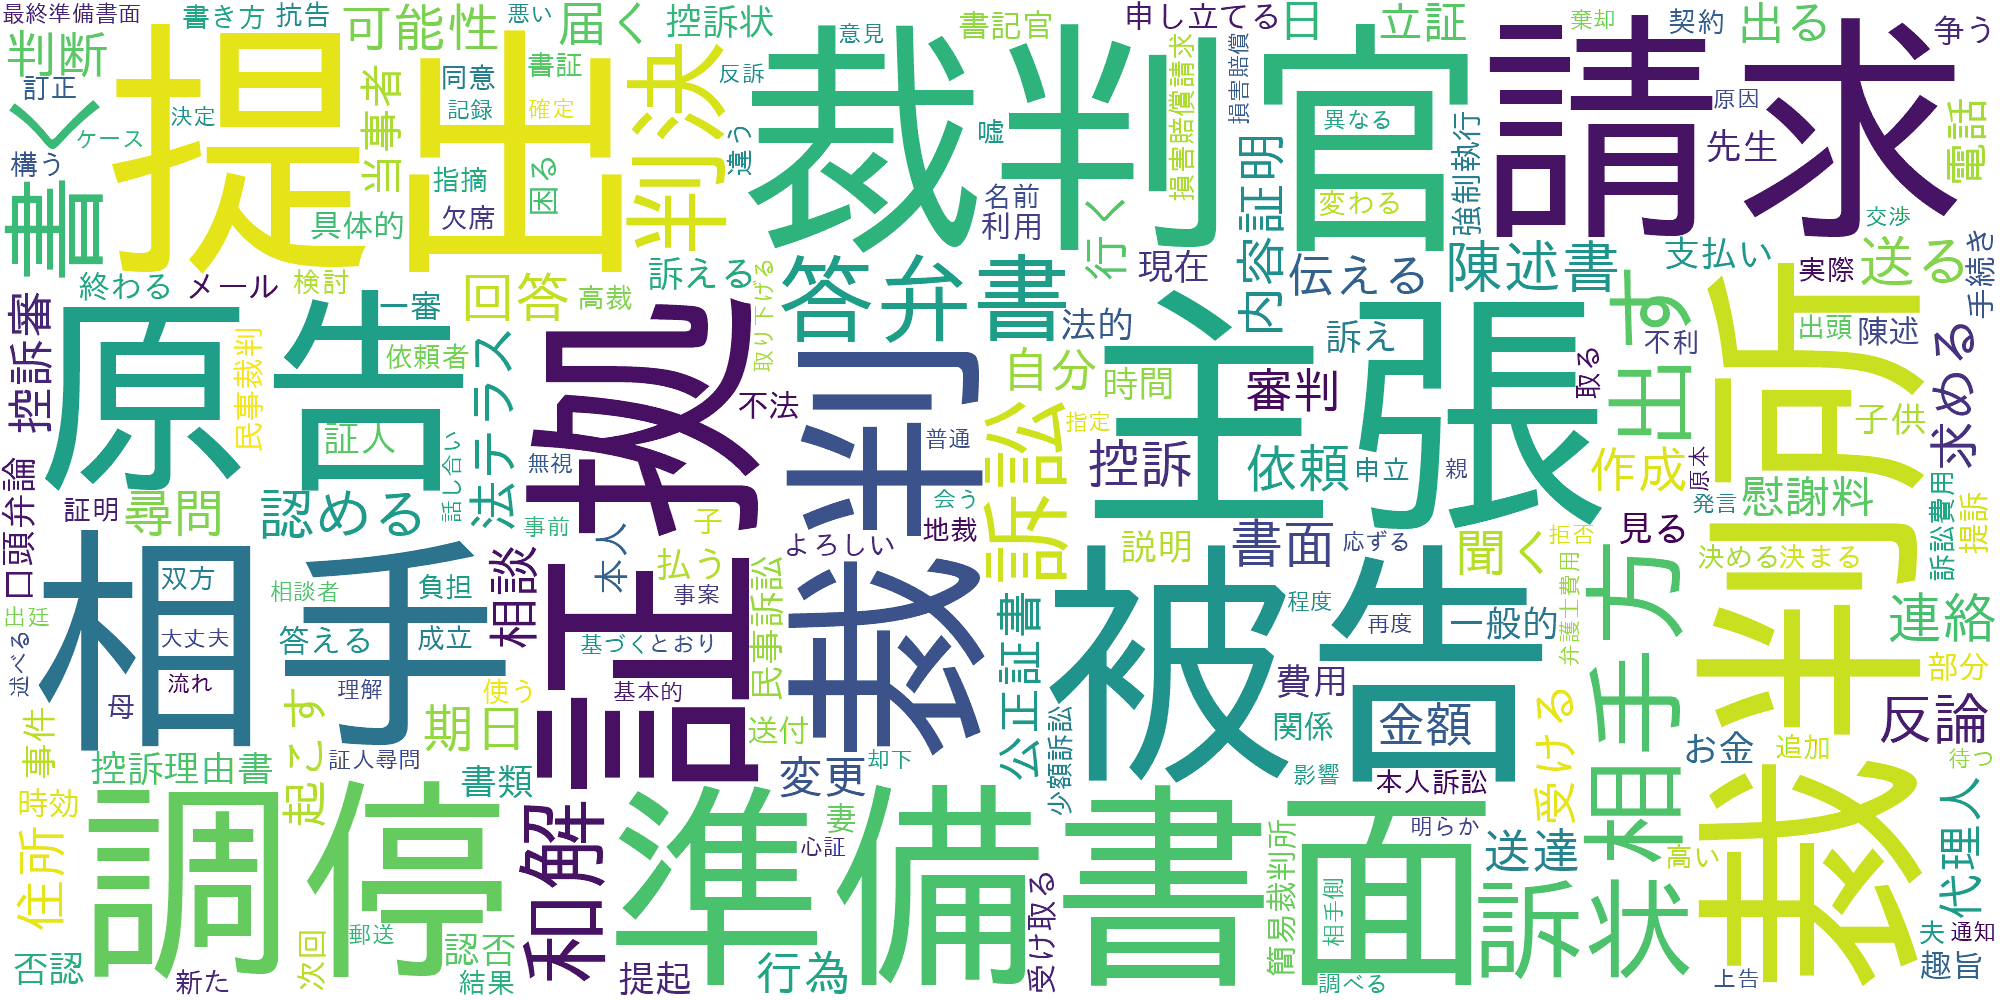 最終準備書面
書き方
抗告
悪い
可能性
届く
控訴状
意見
書記官
申し立てる
日
立証
棄却
契約
出る
争う
判断
訂正
決定
ケース
構う
書く
提出
当事者
同意
書証
記録
確定
指摘
欠席
困る
具体的
判決
反訴
違う
裁判官
嘘
名前
利用
損害賠償
損害賠償請求
異なる
変わる
内容証明
強制執行
請求
原因
先生
電話
交渉
手続き
控訴審
終わる
メール
検討
一審
回答
高裁
訴える
取り下げる
答弁書
法的
行く
現在
訴え
伝える
陳述書
支払い
送る
実際
出頭
陳述
不利
民事裁判
原告
依頼者
法テラス
証人
証拠
不法
裁判
普通
自分
時間
審判
主張
指定
控訴
依頼
申立
親
取る
出す
求める
子供
口頭弁論
証明
尋問
認める
話し合い
無視
事前
本人
子
訴訟
会う
地裁
よろしい
説明
書面
応ずる
聞く
作成
原本
発言
慰謝料
見る
拒否
決める
決まる
訴訟費用
提訴
裁判所
出廷
述べる
相手
双方
大丈夫
流れ
母
相談者
負担
答える
成立
理解
使う
相談
払う
事案
基づく
とおり
基本的
民事訴訟
公正証書
被告
程度
再度
一般的
弁護士費用
費用
関係
金額
相手方
連絡
部分
反論
お金
追加
待つ
受ける
事件
時効
住所
控訴理由書
起こす
期日
証人尋問
書類
和解
送付
変更
却下
妻
心証
少額訴訟
影響
本人訴訟
明らか
送達
高い
代理人
否認
新た
調停
次回
郵送
認否
結果
提起
行為
準備書面
受け取る
簡易裁判所
相手側
調べる
訴状
上告
夫
通知
趣旨